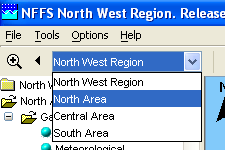 NFFS North West Region. Release
File Tools Options Help
North West Region
North W
North West Region
North A
North Area
Central Area
Ga
South Area
Meteorological
N